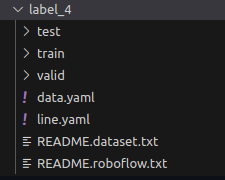 label_4
test
train
valid
data.yaml
line.yaml
README.dataset.txt
README.roboflow.txt